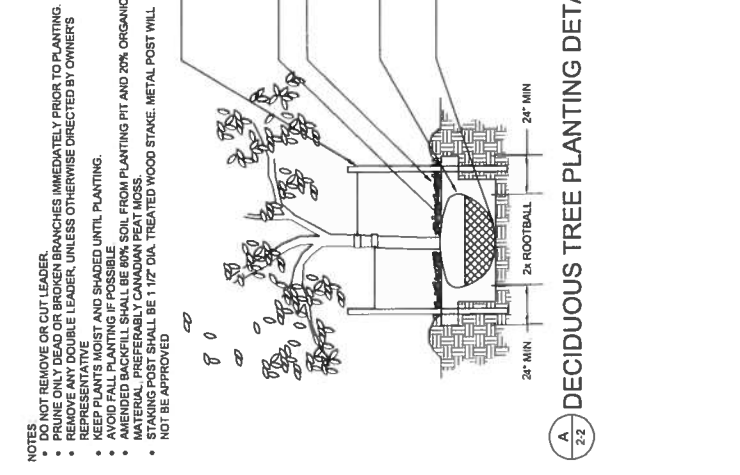 NOTES
• DO NOT REMOVE OR CUT LEADER.
• PRUNE ONLY DEAD OR BROKEN BRANCHES IMMEDIATELY PRIOR TO PLANTING.
• REMOVE ANY DOUBLE LEADER, UNLESS OTHERWISE DIRECTED BY OWNER'S
REPRESENTATIVE
• KEEP PLANTS MOIST AND SHADED UNTIL PLANTING.
• AVOID FALL PLANTING IF POSSIBLE
• AMENDED BACKFILL SHALL BE 80% SOIL FROM PLANTING PIT AND 20% ORGANIC
MATERIAL, PREFERABLY CANADIAN PEAT MOSS.
• STAKING POST SHALL BE 1 1/2" DIA. TREATED WOOD STAKE. METAL POST WILL
NOT BE APPROVED
24" MIN
2x ROOTBALL
24" MIN
A
2-2
DECIDUOUS TREE PLANTING DETA